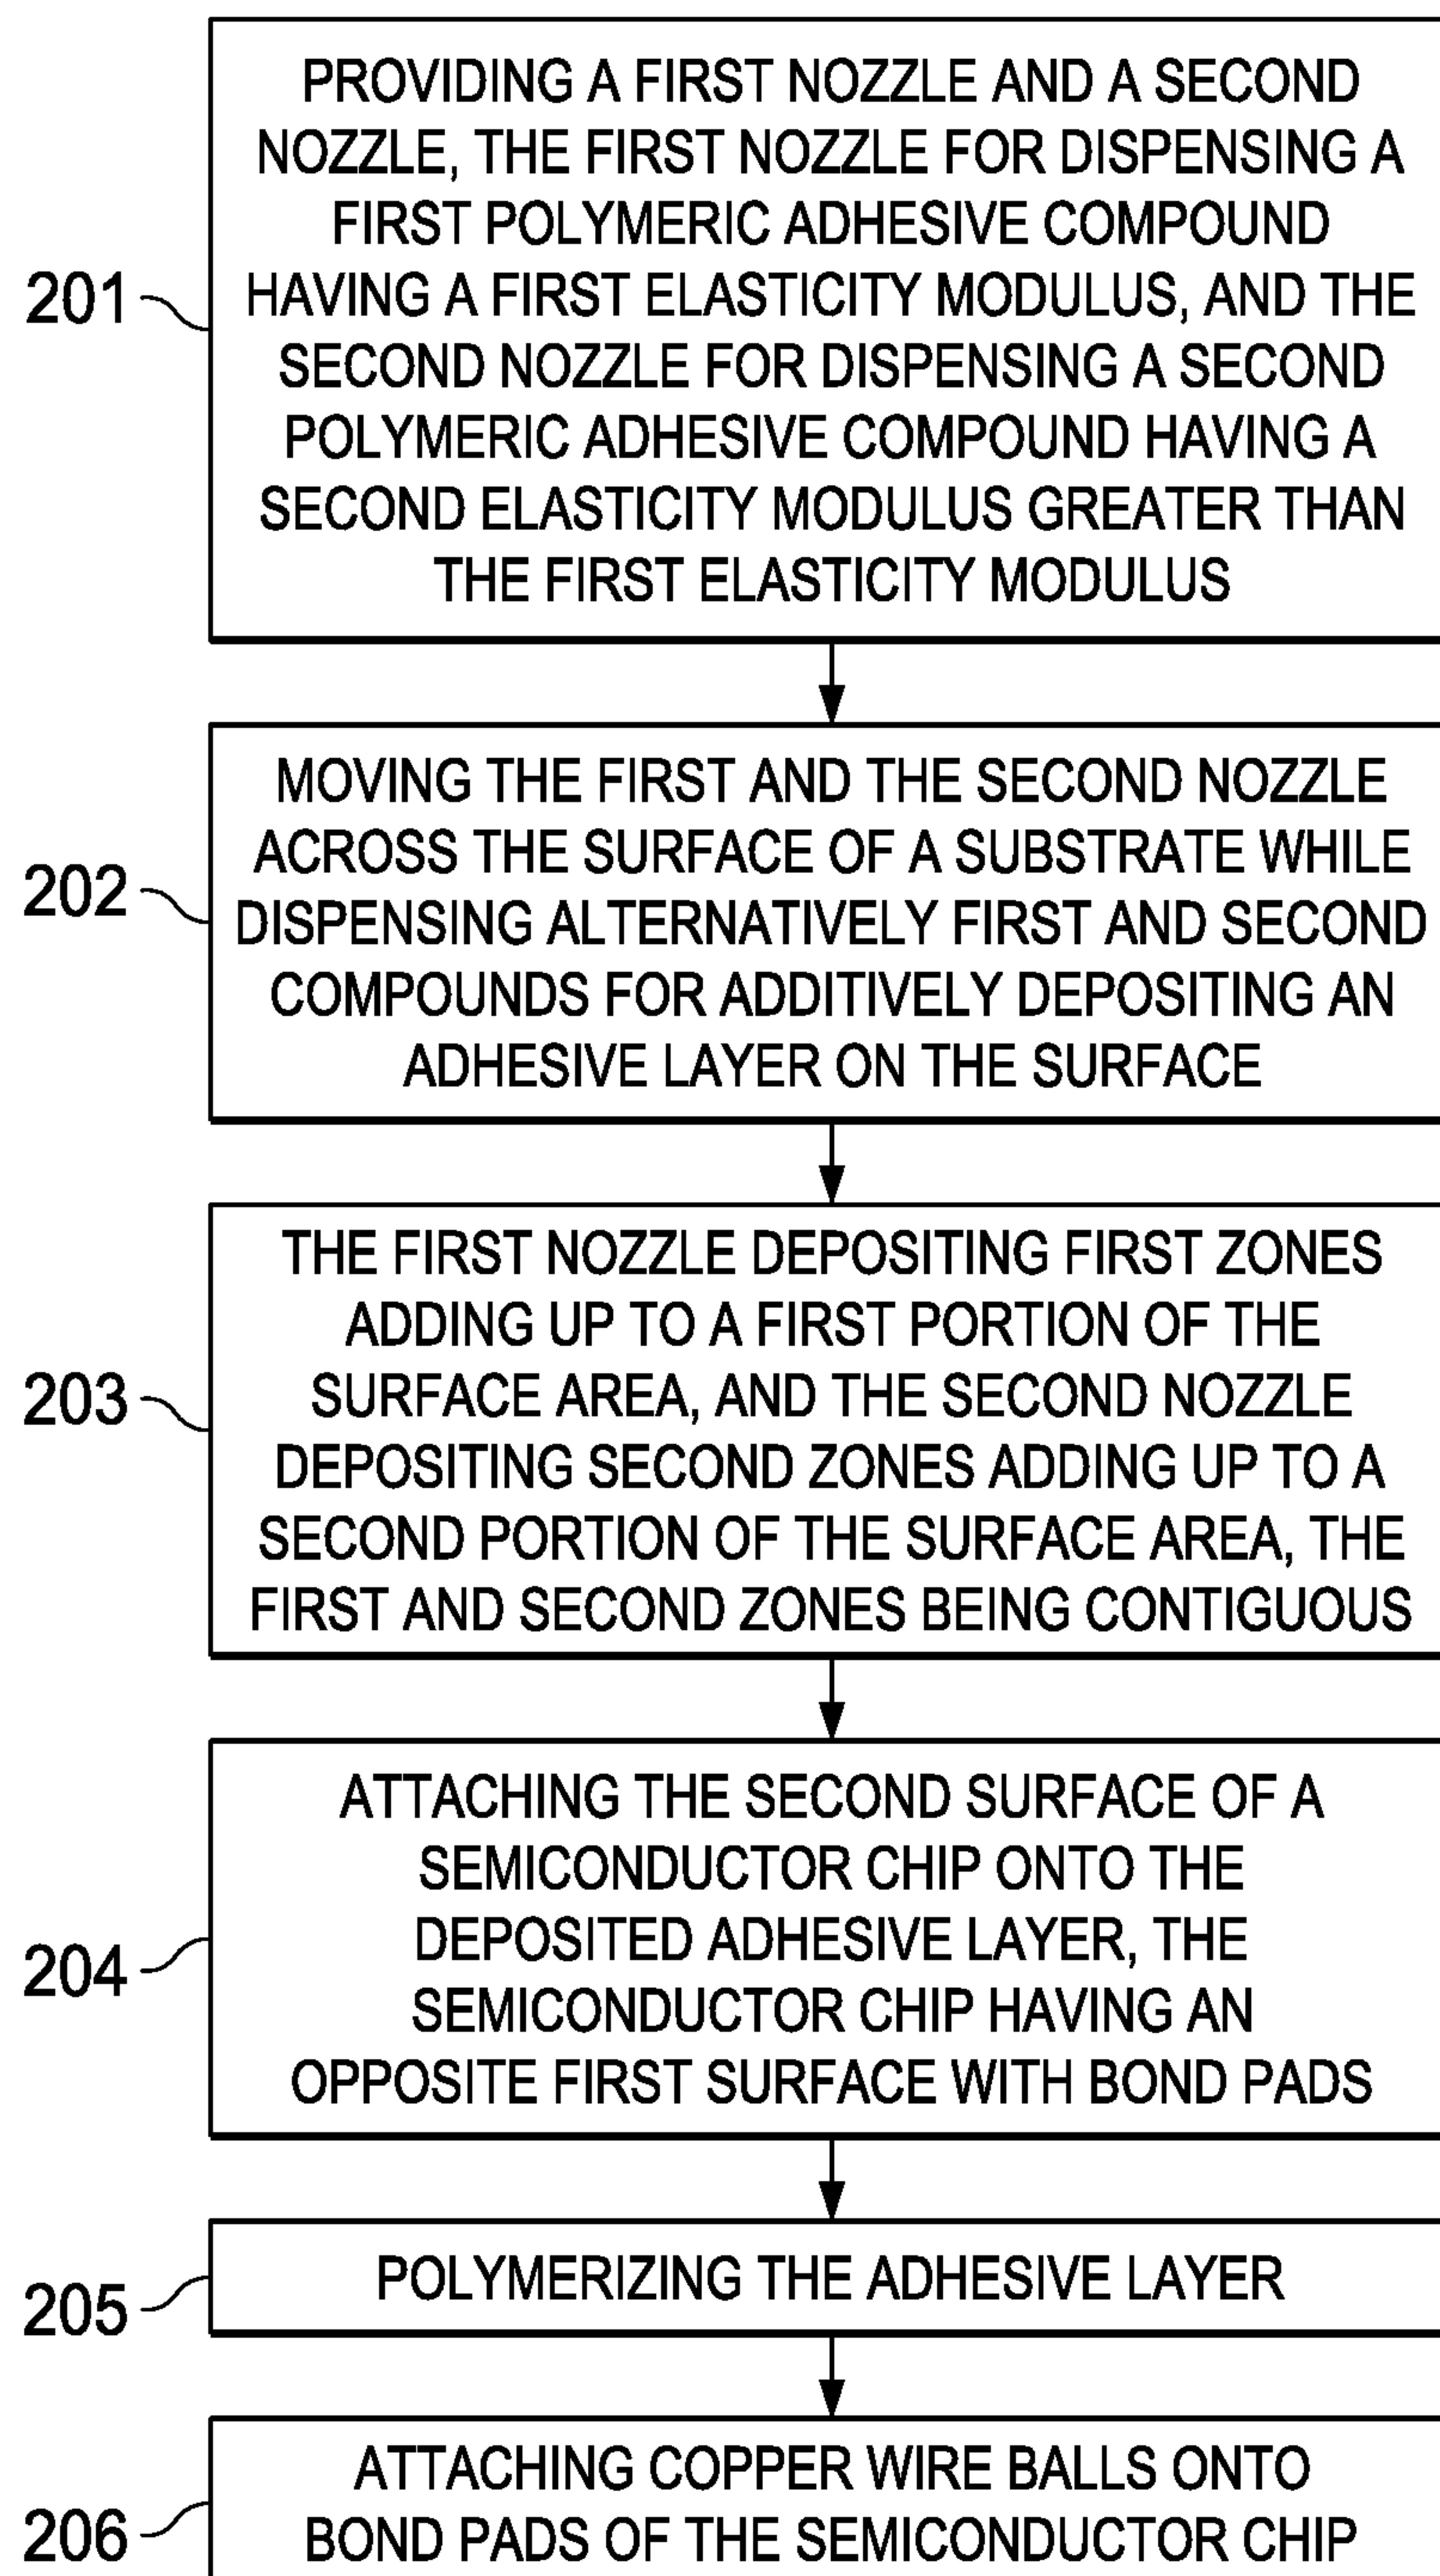 PROVIDING A FIRST NOZZLE AND A SECOND
NOZZLE, THE FIRST NOZZLE FOR DISPENSING A
FIRST POLYMERIC ADHESIVE COMPOUND
201
HAVING A FIRST ELASTICITY MODULUS, AND THE
SECOND NOZZLE FOR DISPENSING A SECOND
POLYMERIC ADHESIVE COMPOUND HAVING A
SECOND ELASTICITY MODULUS GREATER THAN
THE FIRST ELASTICITY MODULUS
MOVING THE FIRST AND THE SECOND NOZZLE
ACROSS THE SURFACE OF A SUBSTRATE WHILE
202
DISPENSING ALTERNATIVELY FIRST AND SECOND
COMPOUNDS FOR ADDITIVELY DEPOSITING AN
ADHESIVE LAYER ON THE SURFACE
THE FIRST NOZZLE DEPOSITING FIRST ZONES
ADDING UP TO A FIRST PORTION OF THE
203
SURFACE AREA, AND THE SECOND NOZZLE
DEPOSITING SECOND ZONES ADDING UP TO A
SECOND PORTION OF THE SURFACE AREA, THE
FIRST AND SECOND ZONES BEING CONTIGUOUS
ATTACHING THE SECOND SURFACE OF A
SEMICONDUCTOR CHIP ONTO THE
DEPOSITED ADHESIVE LAYER, THE
204
SEMICONDUCTOR CHIP HAVING AN
OPPOSITE FIRST SURFACE WITH BOND PADS
205
POLYMERIZING THE ADHESIVE LAYER
ATTACHING COPPER WIRE BALLS ONTO
206
BOND PADS OF THE SEMICONDUCTOR CHIP